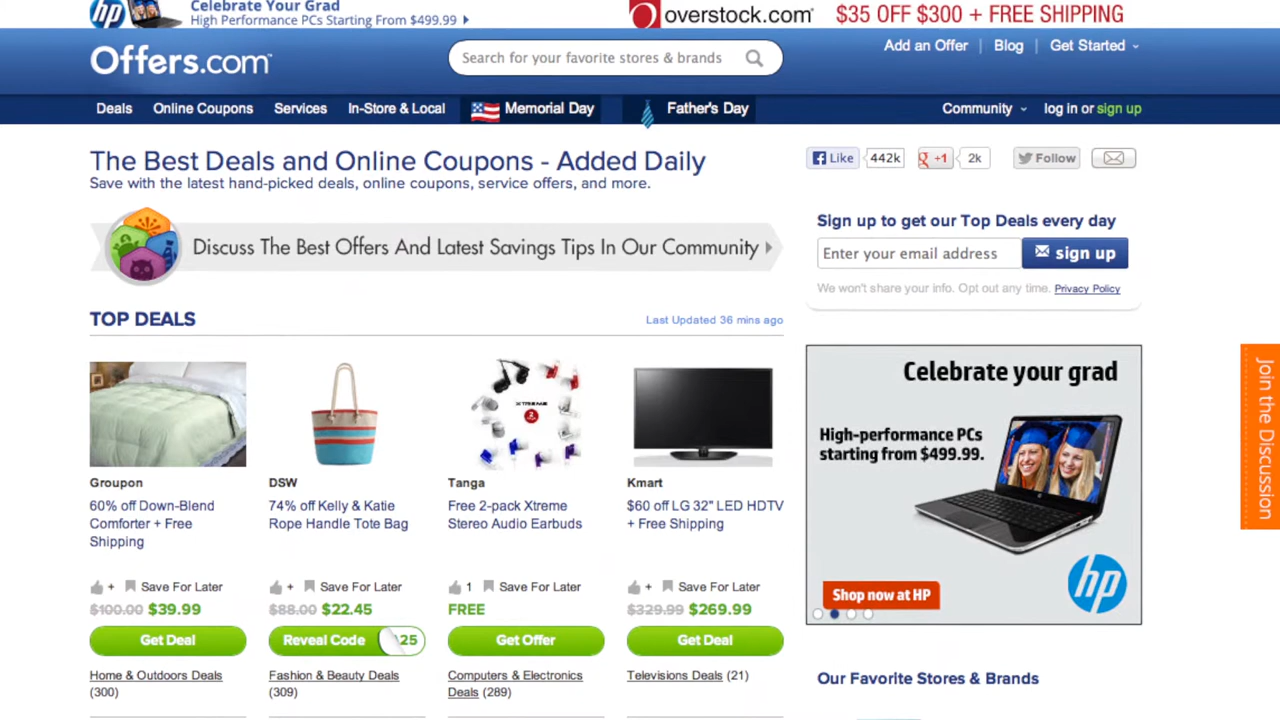 Celebrate Your Grad
High Performance PCs Starting From $499.99
hp
overstock.com
$35 OFF $300 + FREE SHIPPING
Offers.com
Search for your favorite stores & brands
Add an Offer | Blog | Get Started
Deals
Online Coupons
Services
In-Store & Local
Memorial Day
Father's Day
Community
log in or sign up
The Best Deals and Online Coupons - Added Daily
Save with the latest hand-picked deals, online coupons, service offers, and more.
Like
442k
+1
2k
Follow
Discuss The Best Offers And Latest Savings Tips In Our Community
Sign up to get our Top Deals every day
Enter your email address
sign up
We won't share your info. Opt out any time. Privacy Policy
TOP DEALS
Last Updated 36 mins ago
XTREME
Groupon
60% off Down-Blend
Comforter + Free
Shipping
+ Save For Later
$100.00 $39.99
Get Deal
Home & Outdoors Deals
(300)
DSW
74% off Kelly & Katie
Rope Handle Tote Bag
+ Save For Later
$88.00 $22.45
Reveal Code
25
Fashion & Beauty Deals
(309)
Tanga
Free 2-pack Xtreme
Stereo Audio Earbuds
1 Save For Later
FREE
Get Offer
Computers & Electronics
Deals (289)
Kmart
$60 off LG 32" LED HDTV
+ Free Shipping
+ Save For Later
$329.99 $269.99
Get Deal
Televisions Deals (21)
Celebrate your grad
High-performance PCs
starting from $499.99.
Shop now at HP
hp
Join the Discussion
Our Favorite Stores & Brands